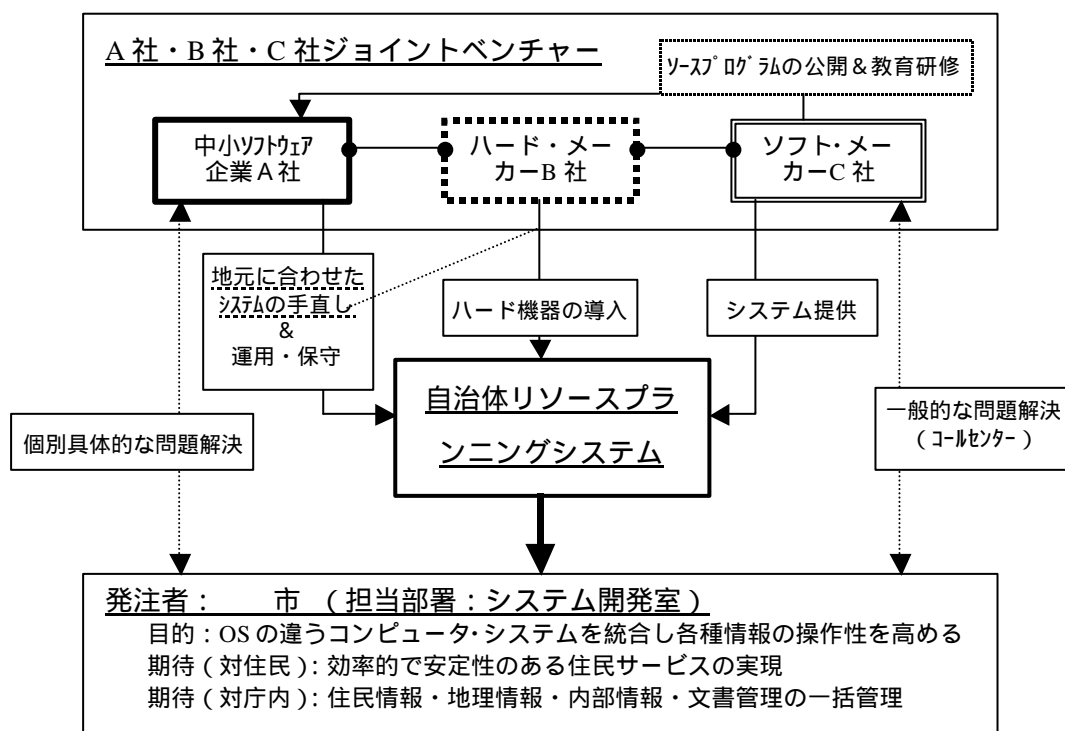 A 社・B 社・C 社ジョイントベンチャー
ｿｰｽﾌﾟﾛｸﾞﾗﾑの公開＆教育研修
中小ｿﾌﾄｳｪｱ
企業Ａ社
ハード・メー
カーB 社
ソフト・メー
カーC 社
地元に合わせた
ｼｽﾃﾑの手直し
＆
運用・保守
ハード機器の導入
システム提供
自治体リソースプラ
ンニングシステム
個別具体的な問題解決
一般的な問題解決
（ｺｰﾙｾﾝﾀｰ）
発注者：　　市 （担当部署：システム開発室）
目的：OS の違うコンピュータ・システムを統合し各種情報の操作性を高める
期待（対住民）：効率的で安定性のある住民サービスの実現
期待（対庁内）：住民情報・地理情報・内部情報・文書管理の一括管理